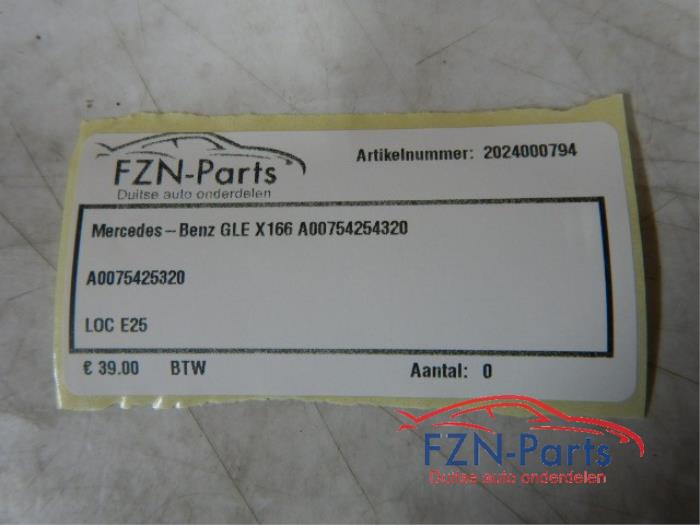 FZN-Parts
Duitse auto onderdelen
Artikelnummer: 2024000794
Mercedes-Benz GLE X166 A00754254320
A0075425320
LOC E25
€ 39.00 BTW Aantal: 0
FZN-Parts
Duitse auto onderdelen